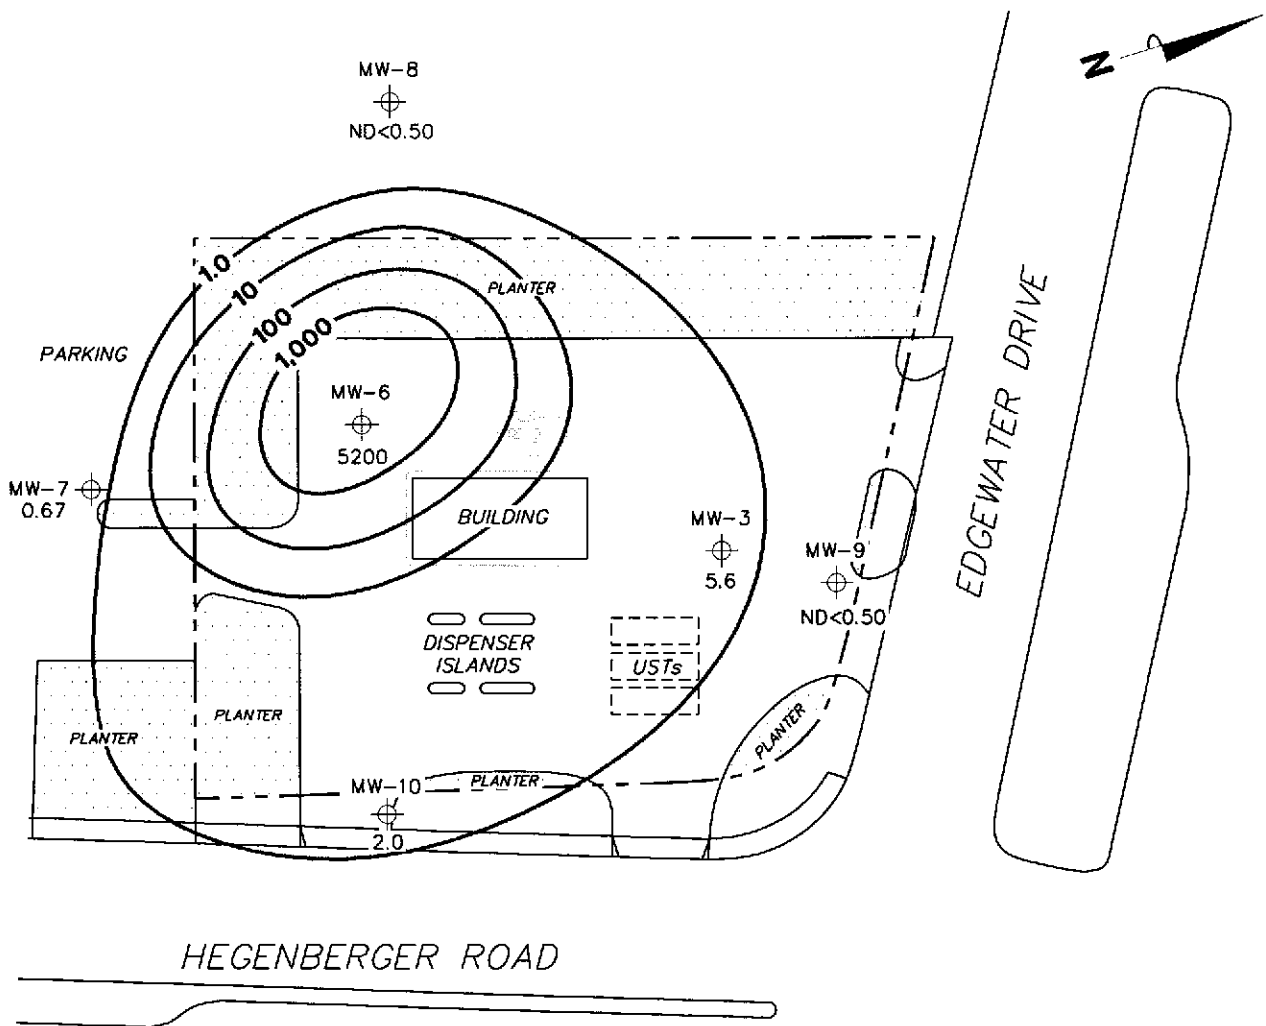 N
MW-8
ND<0.50
1.0
10
100
1,000
PLANTER
PARKING
MW-6
5200
MW-7
0.67
BUILDING
MW-3
5.6
MW-9
ND<0.50
EDGEWATER DRIVE
DISPENSER
ISLANDS
USTs
PLANTER
PLANTER
PLANTER
MW-10
PLANTER
2.0
HEGENBERGER ROAD